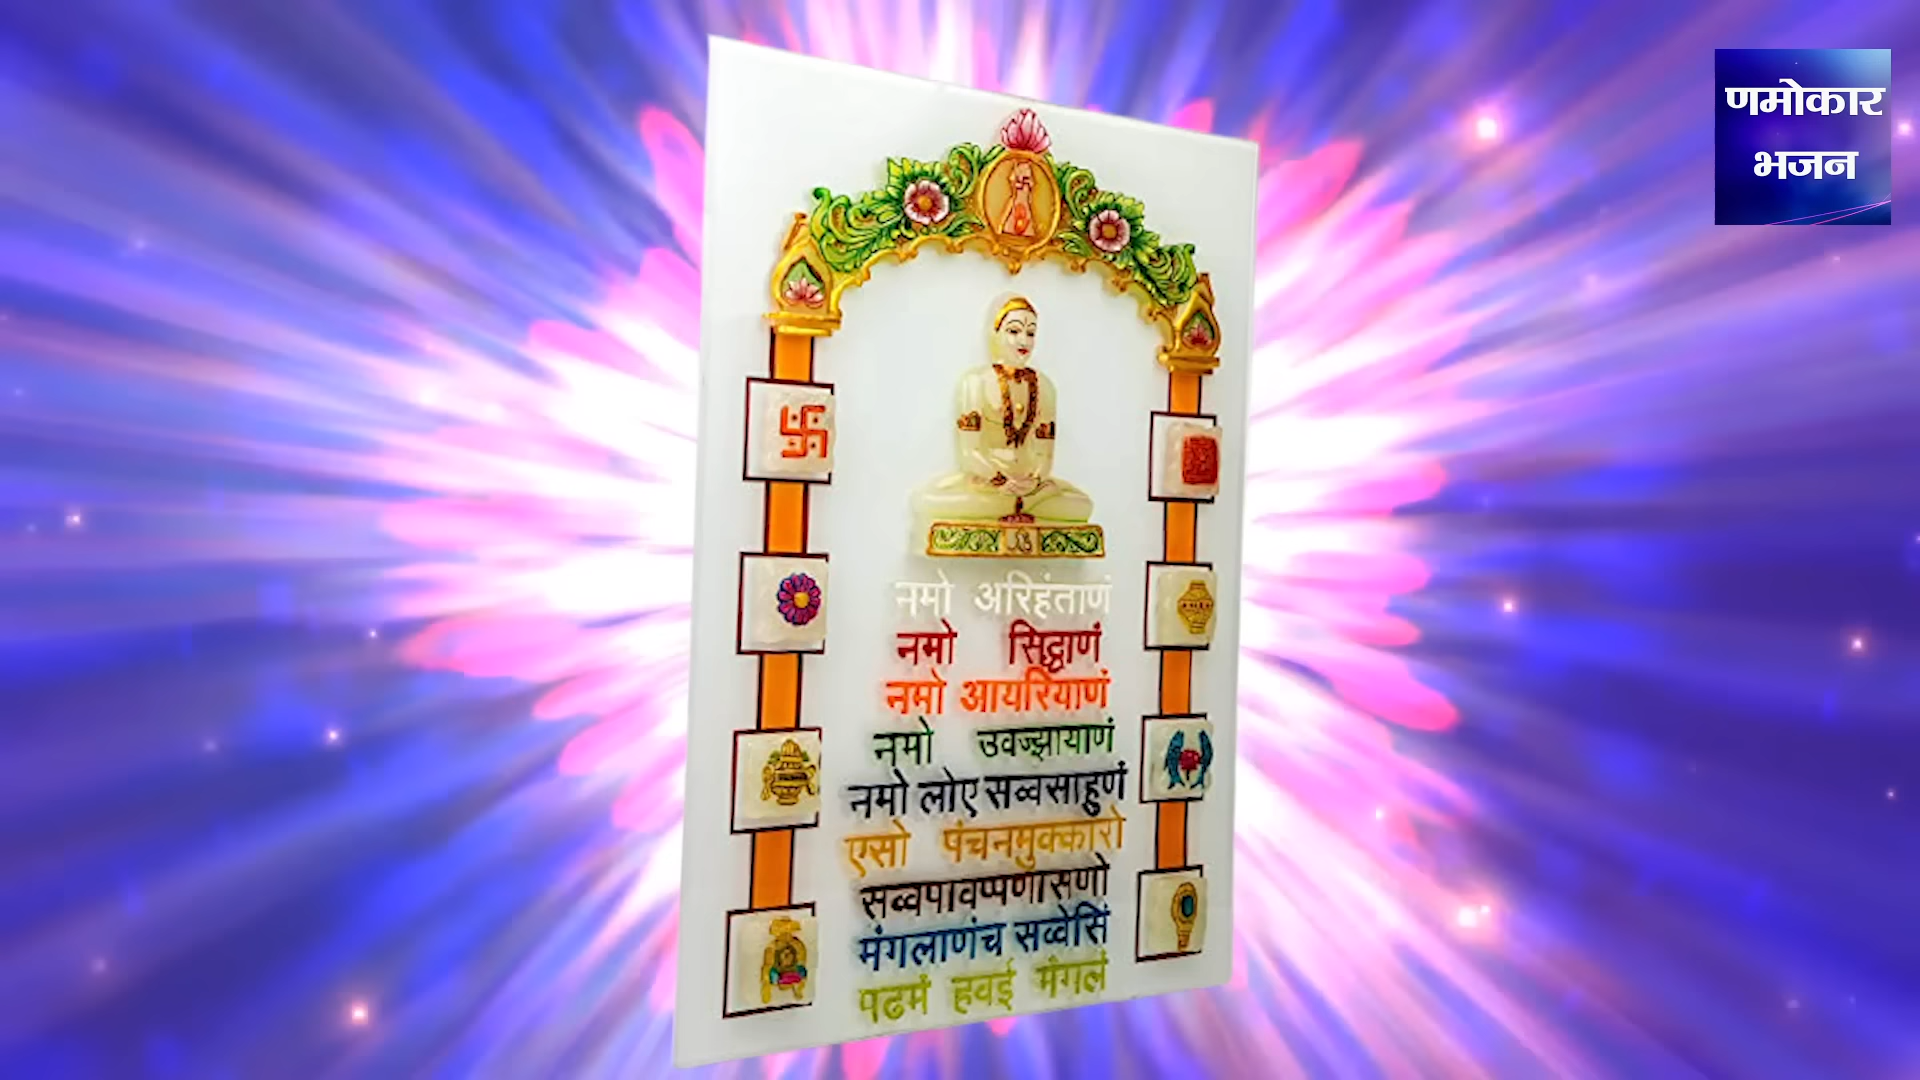 णमोकार
भजन
नमो अरिहंताणं
नमो सिद्धाणं
नमो आयरियाणं
नमो उवज्झायाणं
नमो लोए सव्वसाहुणं
एसो पंचनमुक्कारो
सव्वपावप्पणासणो
मंगलाणंच सव्वेसिं
पढमं हवई मंगलं